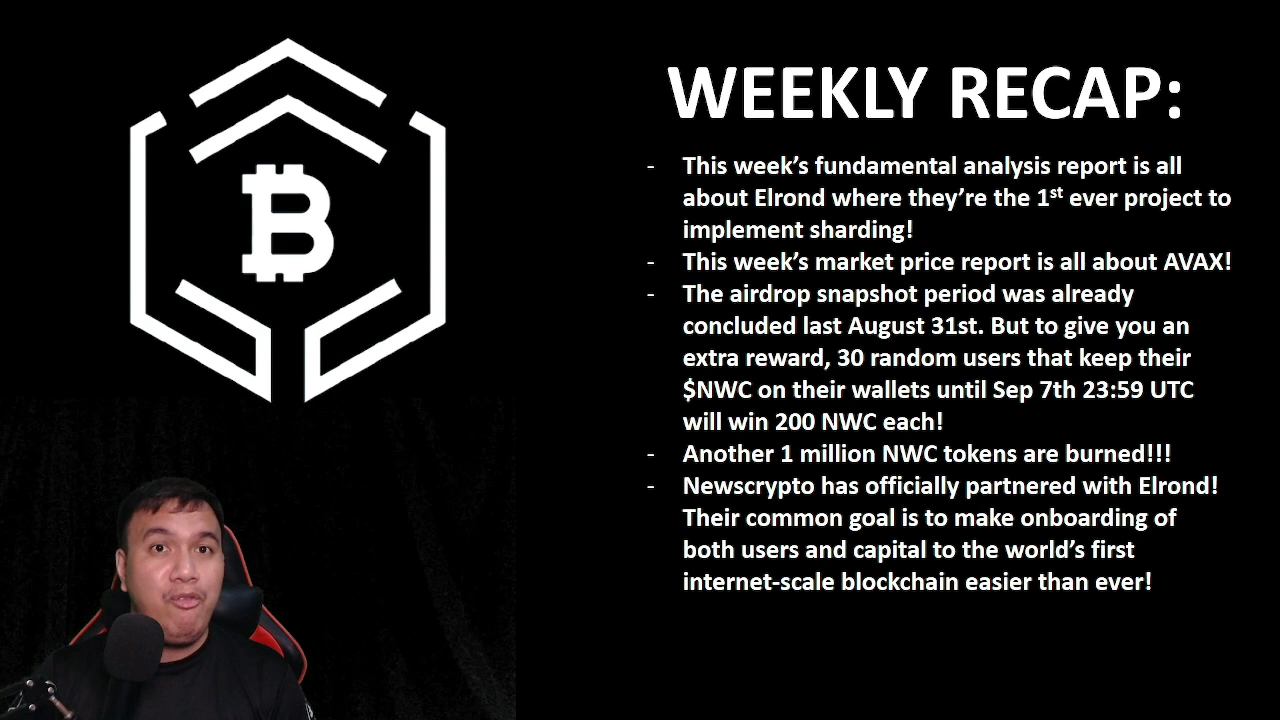 WEEKLY RECAP:
- This week's fundamental analysis report is all
about Elrond where they're the 1st ever project to
implement sharding!
- This week's market price report is all about AVAX!
- The airdrop snapshot period was already
concluded last August 31st. But to give you an
extra reward, 30 random users that keep their
$NWC on their wallets until Sep 7th 23:59 UTC
will win 200 NWC each!
- Another 1 million NWC tokens are burned!!!
- Newscrypto has officially partnered with Elrond!
Their common goal is to make onboarding of
both users and capital to the world's first
internet-scale blockchain easier than ever!